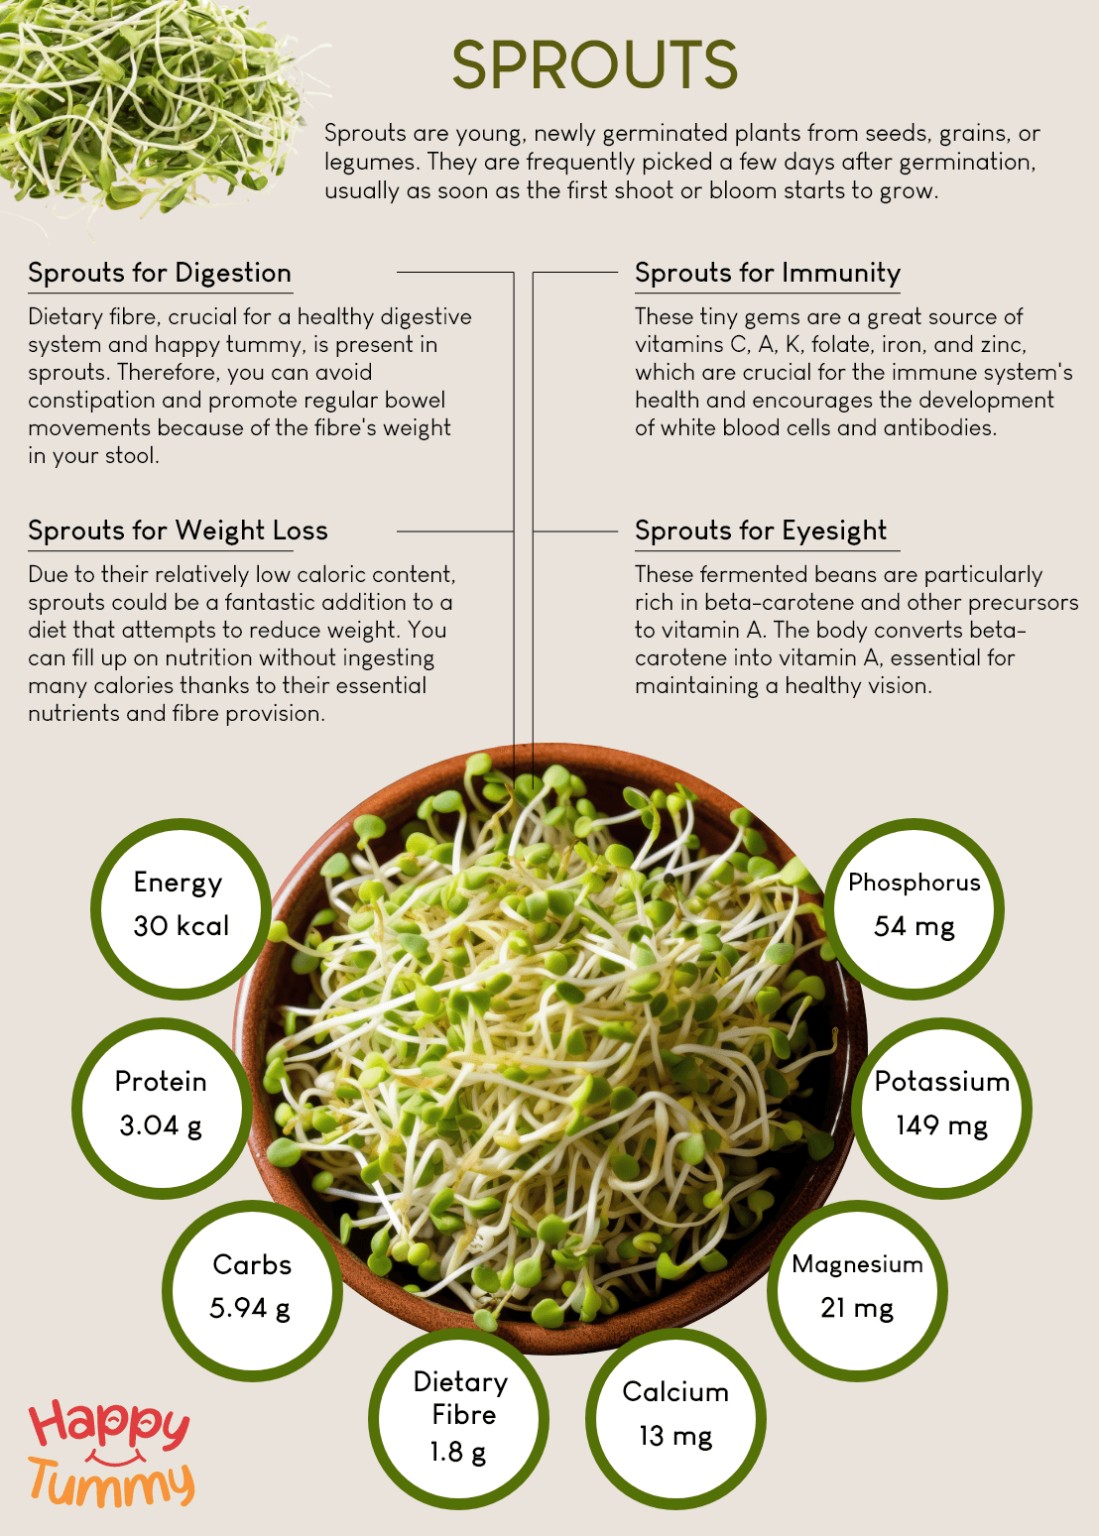 SPROUTS
Sprouts are young, newly germinated plants from seeds, grains, or
legumes. They are frequently picked a few days after germination,
usually as soon as the first shoot or bloom starts to grow.
Sprouts for Digestion
Dietary fibre, crucial for a healthy digestive
system and happy tummy, is present in
sprouts. Therefore, you can avoid
constipation and promote regular bowel
movements because of the fibre's weight
in your stool.
Sprouts for Immunity
These tiny gems are a great source of
vitamins C, A, K, folate, iron, and zinc,
which are crucial for the immune system's
health and encourages the development
of white blood cells and antibodies.
Sprouts for Weight Loss
Due to their relatively low caloric content,
sprouts could be a fantastic addition to a
diet that attempts to reduce weight. You
can fill up on nutrition without ingesting
many calories thanks to their essential
nutrients and fibre provision.
Sprouts for Eyesight
These fermented beans are particularly
rich in beta-carotene and other precursors
to vitamin A. The body converts beta-
carotene into vitamin A, essential for
maintaining a healthy vision.
Energy
30 kcal
Protein
3.04 g
Carbs
5.94 g
Dietary
Fibre
1.8 g
Calcium
13 mg
Magnesium
21 mg
Potassium
149 mg
Phosphorus
54 mg
Happy
Tummy